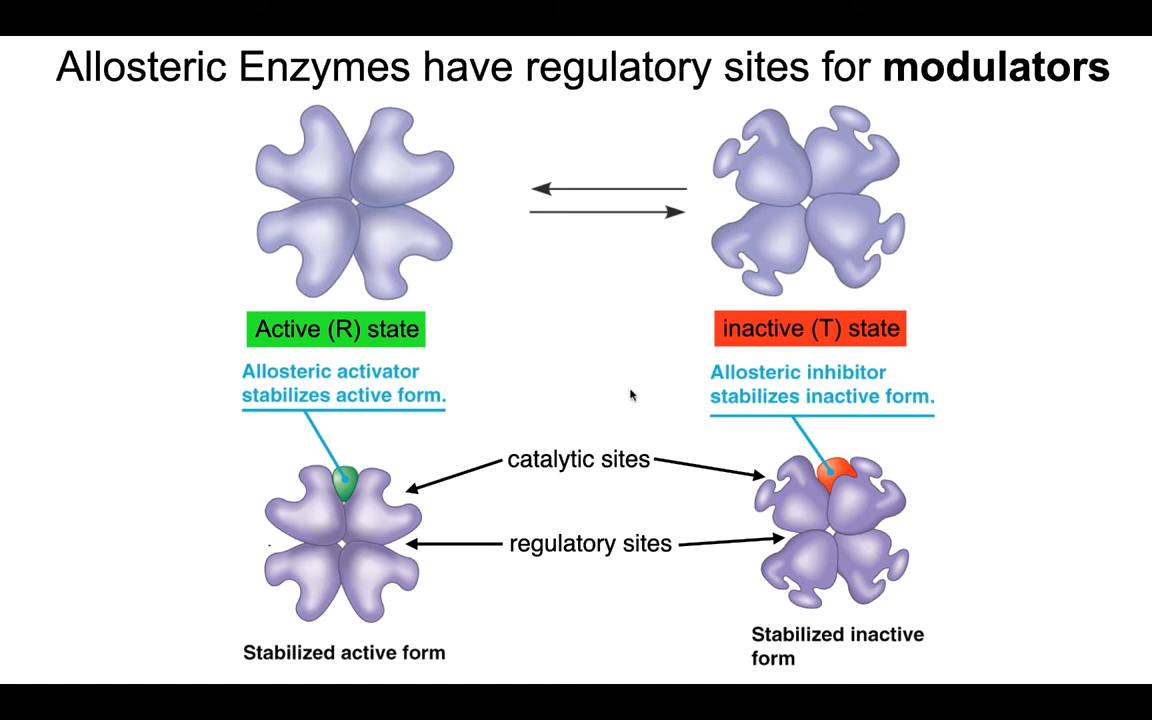 Allosteric Enzymes have regulatory sites for modulators
Active (R) state
inactive (T) state
Allosteric activator
stabilizes active form.
Allosteric inhibitor
stabilizes inactive form.
catalytic sites
regulatory sites
Stabilized active form
Stabilized inactive
form